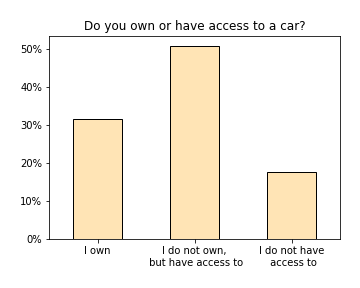 Do you own or have access to a car?
50%
40%
30%
20%
10%
0%
I own
I do not own,
but have access to
I do not have
access to